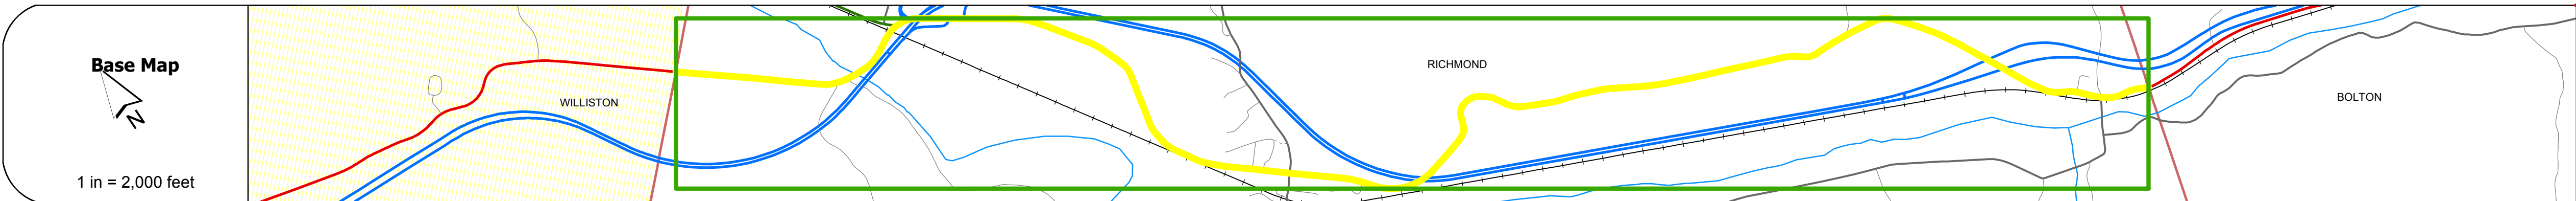 Base Map
N
1 in = 2,000 feet
WILLISTON
RICHMOND
BOLTON